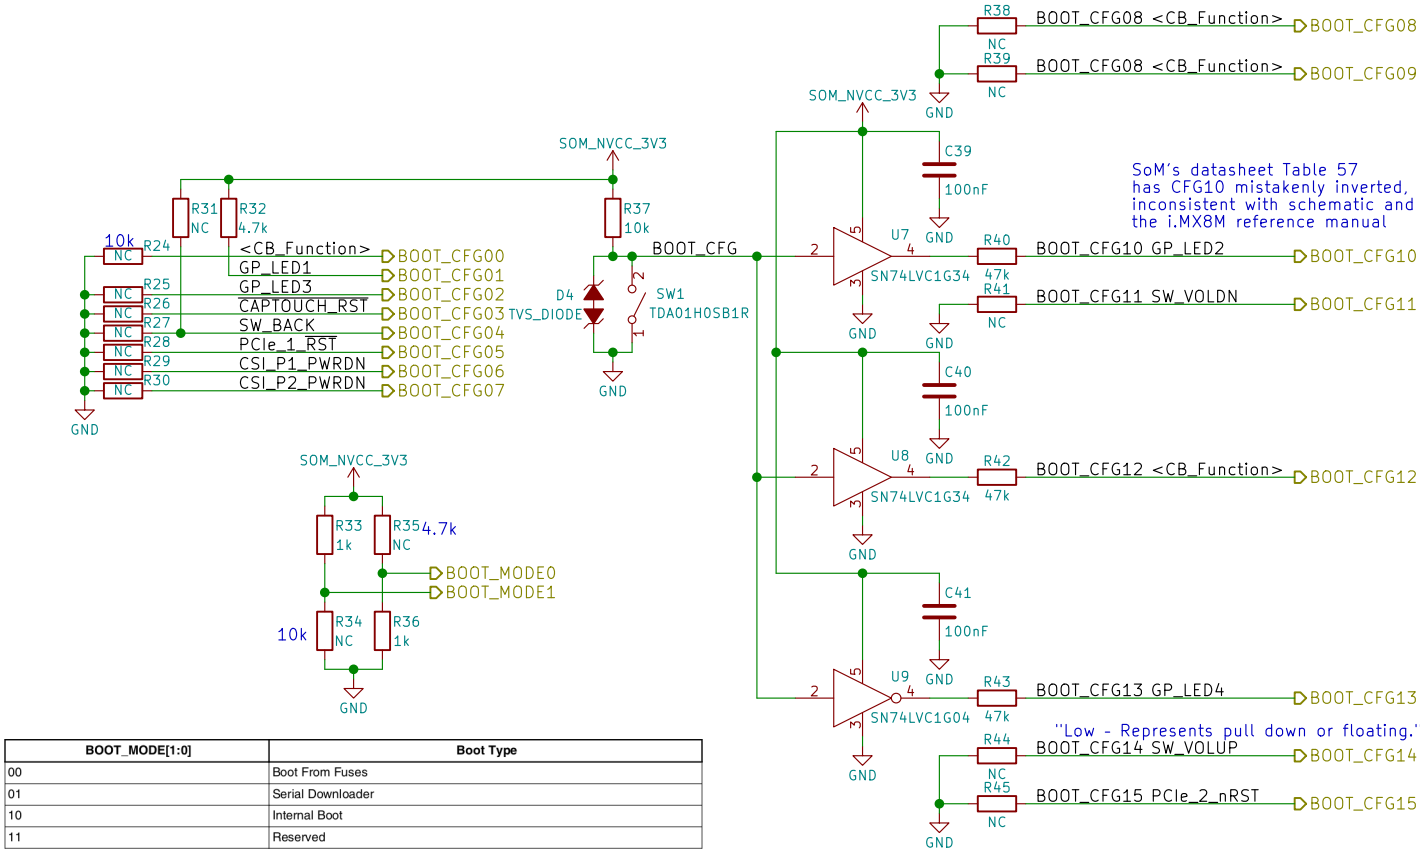 R38
BOOT_CFG08 <CB_Function>
BOOT_CFG08
NC
R39
BOOT_CFG08 <CB_Function>
BOOT_CFG09
NC
GND
SOM_NVCC_3V3
C39
100nF
GND
SoM's datasheet Table 57
has CFG10 mistakenly inverted,
inconsistent with schematic and
the i.MX8M reference manual
SOM_NVCC_3V3
R31
NC
R32
4.7k
R37
10k
10k
R24
NC
<CB_Function>
BOOT_CFG00
GP_LED1
BOOT_CFG01
R25
NC
GP_LED3
BOOT_CFG02
R26
NC
CAPTOUCH_RST
BOOT_CFG03
R27
NC
SW_BACK
BOOT_CFG04
R28
NC
PCIe_1_RST
BOOT_CFG05
R29
NC
CSI_P1_PWRDN
BOOT_CFG06
R30
NC
CSI_P2_PWRDN
BOOT_CFG07
GND
BOOT_CFG
D4
TVS_DIODE
2
SW1
TDA01H0SB1R
1
GND
2
5
U7
4
SN74LVC1G34
3
GND
R40
47k
BOOT_CFG10 GP_LED2
BOOT_CFG10
R41
NC
BOOT_CFG11 SW_VOLDN
BOOT_CFG11
GND
C40
100nF
GND
2
5
U8
4
SN74LVC1G34
3
GND
R42
47k
BOOT_CFG12 <CB_Function>
BOOT_CFG12
SOM_NVCC_3V3
R33
1k
R35
NC
4.7k
BOOT_MODE0
BOOT_MODE1
10k
R34
NC
R36
1k
GND
C41
100nF
GND
2
5
U9
4
SN74LVC1G04
3
GND
R43
47k
BOOT_CFG13 GP_LED4
BOOT_CFG13
"Low - Represents pull down or floating."
R44
NC
BOOT_CFG14 SW_VOLUP
BOOT_CFG14
R45
NC
BOOT_CFG15 PCIe_2_nRST
BOOT_CFG15
GND
BOOT_MODE[1:0] Boot Type
00 Boot From Fuses
01 Serial Downloader
10 Internal Boot
11 Reserved